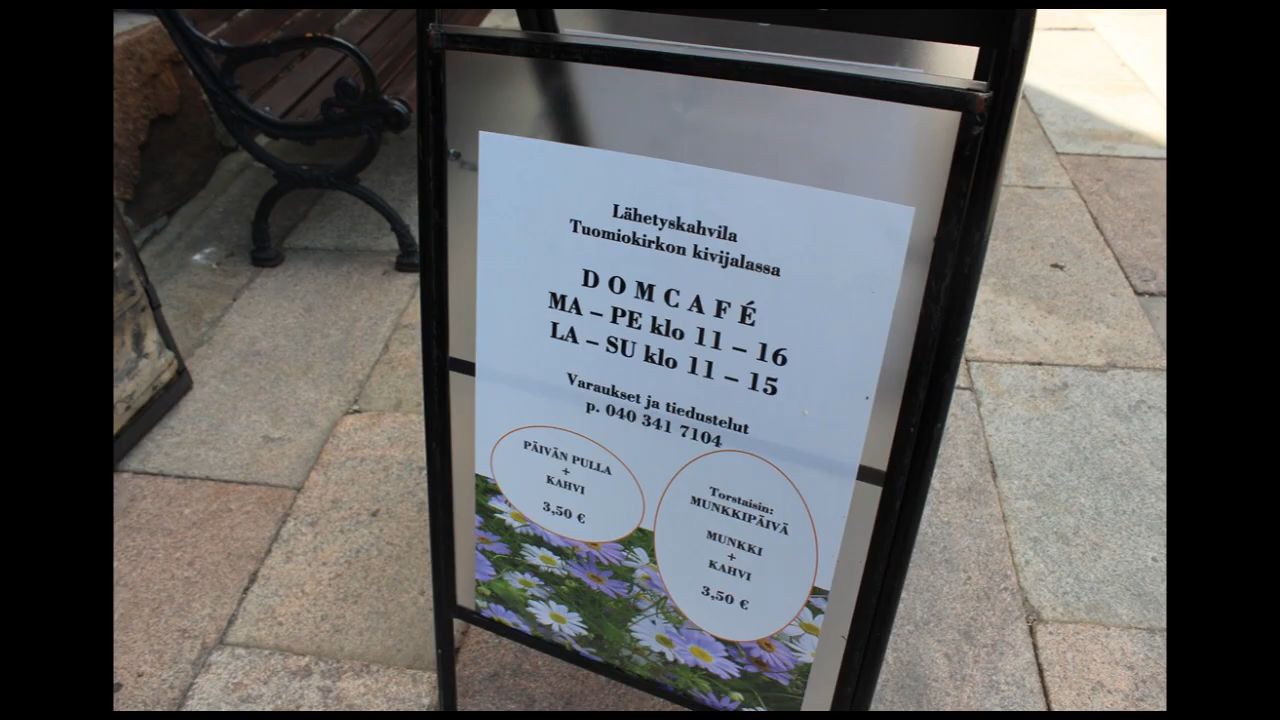 Lähetyskahvila
Tuomiokirkon kivijalassa
DOMCAFÉ
MA – PE klo 11 – 16
LA – SU klo 11 – 15
Varaukset ja tiedustelut
p. 040 341 7104
PÄIVÄN PULLA
+
KAHVI
3,50 €
Torstaisin:
MUNKKIPÄIVÄ
MUNKKI
+
KAHVI
3,50 €